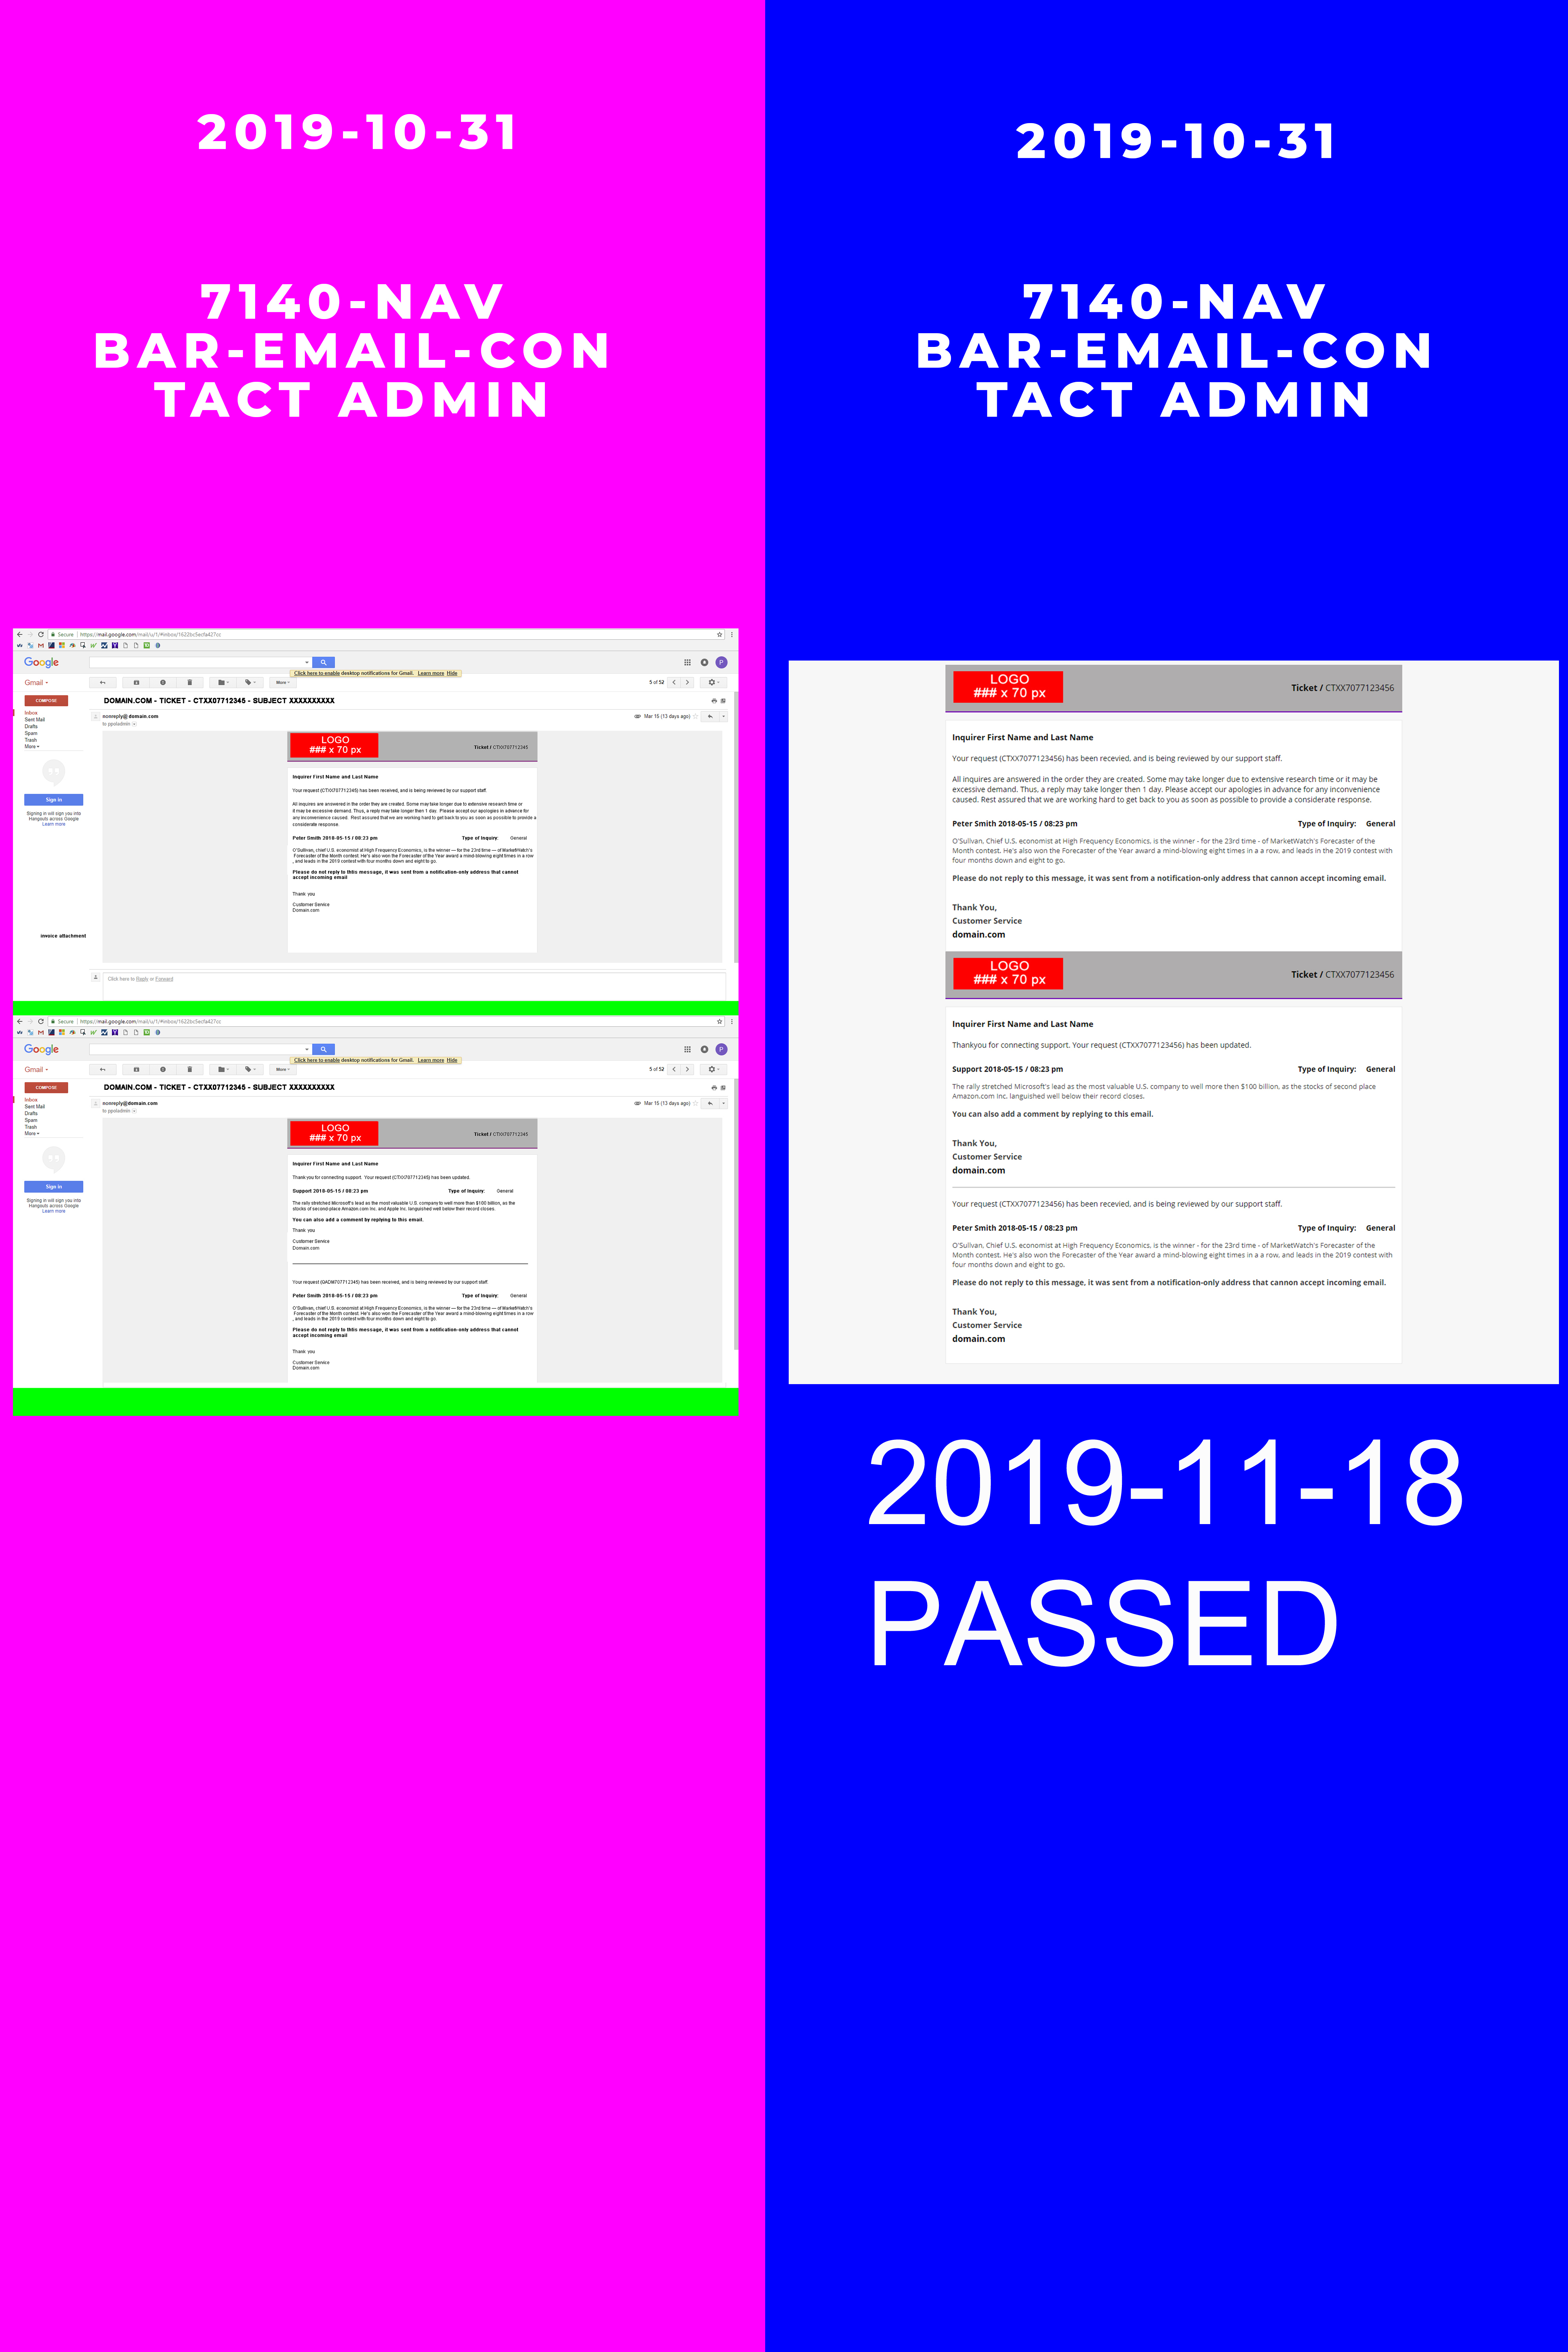 2019-10-31
7140-NAV
BAR-EMAIL-CON
TACT ADMIN
Secure | https://mail.google.com/mail/u/1/#inbox/1622bc5ecfa427cc
Google
Click here to enable desktop notifications for Gmail. Learn more Hide
Gmail
More
5 of 52
COMPOSE
DOMAIN.COM - TICKET - CTXX07712345 - SUBJECT XXXXXXXXXX
Inbox
Sent Mail
Drafts
Spam
Trash
More
nonreply@domain.com
Mar 15 (13 days ago)
to ppoladmin
LOGO
### x 70 px
Ticket / CTXX707712345
Inquirer First Name and Last Name
Your request (CTXX707712345) has been received, and is being reviewed by our support staff.
All inquiries are answered in the order they are created. Some may take longer due to extensive research time or
it may be excessive demand. Thus, a reply may take longer then 1 day. Please accept our apologies in advance for
any inconvenience caused. Rest assured that we are working hard to get back to you as soon as possible to provide a
considerate response.
Peter Smith 2018-05-15 / 08:23 pm Type of Inquiry: General
O'Sullivan, chief U.S. economist at High Frequency Economics, is the winner — for the 23rd time — of MarketWatch's
Forecaster of the Month contest. He's also won the Forecaster of the Year award a mind-blowing eight times in a row
, and leads in the 2019 contest with four months down and eight to go.
Please do not reply to this message, it was sent from a notification-only address that cannot
accept incoming email
Thank you
Customer Service
Domain.com
Sign in
Signing in will sign you into
Hangouts across Google
Learn more
invoice attachment
Click here to Reply or Forward
Secure | https://mail.google.com/mail/u/1/#inbox/1622bc5ecfa427cc
Google
Click here to enable desktop notifications for Gmail. Learn more Hide
Gmail
More
5 of 52
COMPOSE
DOMAIN.COM - TICKET - CTXX07712345 - SUBJECT XXXXXXXXXX
Inbox
Sent Mail
Drafts
Spam
Trash
More
nonreply@domain.com
Mar 15 (13 days ago)
to ppoladmin
LOGO
### x 70 px
Ticket / CTXX707712345
Inquirer First Name and Last Name
Thank you for connecting support. Your request (CTXX707712345) has been updated.
Support 2018-05-15 / 08:23 pm Type of Inquiry: General
The rally stretched Microsoft's lead as the most valuable U.S. company to well more than $100 billion, as the
stocks of second-place Amazon.com Inc. and Apple Inc. languished well below their record closes.
You can also add a comment by replying to this email.
Thank you
Customer Service
Domain.com
Your request (GADM707712345) has been received, and is being reviewed by our support staff.
Peter Smith 2018-05-15 / 08:23 pm Type of Inquiry: General
O'Sullivan, chief U.S. economist at High Frequency Economics, is the winner — for the 23rd time — of MarketWatch's
Forecaster of the Month contest. He's also won the Forecaster of the Year award a mind-blowing eight times in a row
, and leads in the 2019 contest with four months down and eight to go.
Please do not reply to this message, it was sent from a notification-only address that cannot
accept incoming email
Thank you
Customer Service
Domain.com
Sign in
Signing in will sign you into
Hangouts across Google
Learn more
2019-10-31
7140-NAV
BAR-EMAIL-CON
TACT ADMIN
LOGO
### x 70 px
Ticket / CTXX7077123456
Inquirer First Name and Last Name
Your request (CTXX7077123456) has been recevied, and is being reviewed by our support staff.
All inquires are answered in the order they are created. Some may take longer due to extensive research time or it may be
excessive demand. Thus, a reply may take longer then 1 day. Please accept our apologies in advance for any inconvenience
caused. Rest assured that we are working hard to get back to you as soon as possible to provide a considerate response.
Peter Smith 2018-05-15 / 08:23 pm Type of Inquiry: General
O'Sullivan, Chief U.S. economist at High Frequency Economics, is the winner - for the 23rd time - of MarketWatch's Forecaster of the
Month contest. He's also won the Forecaster of the Year award a mind-blowing eight times in a a row, and leads in the 2019 contest with
four months down and eight to go.
Please do not reply to this message, it was sent from a notification-only address that cannon accept incoming email.
Thank You,
Customer Service
domain.com
LOGO
### x 70 px
Ticket / CTXX7077123456
Inquirer First Name and Last Name
Thankyou for connecting support. Your request (CTXX7077123456) has been updated.
Support 2018-05-15 / 08:23 pm Type of Inquiry: General
The rally stretched Microsoft's lead as the most valuable U.S. company to well more then $100 billion, as the stocks of second place
Amazon.com Inc, languished well below their record closes.
You can also add a comment by replying to this email.
Thank You,
Customer Service
domain.com
Your request (CTXX7077123456) has been recevied, and is being reviewed by our support staff.
Peter Smith 2018-05-15 / 08:23 pm Type of Inquiry: General
O'Sullivan, Chief U.S. economist at High Frequency Economics, is the winner - for the 23rd time - of MarketWatch's Forecaster of the
Month contest. He's also won the Forecaster of the Year award a mind-blowing eight times in a a row, and leads in the 2019 contest with
four months down and eight to go.
Please do not reply to this message, it was sent from a notification-only address that cannon accept incoming email.
Thank You,
Customer Service
domain.com
2019-11-18
PASSED